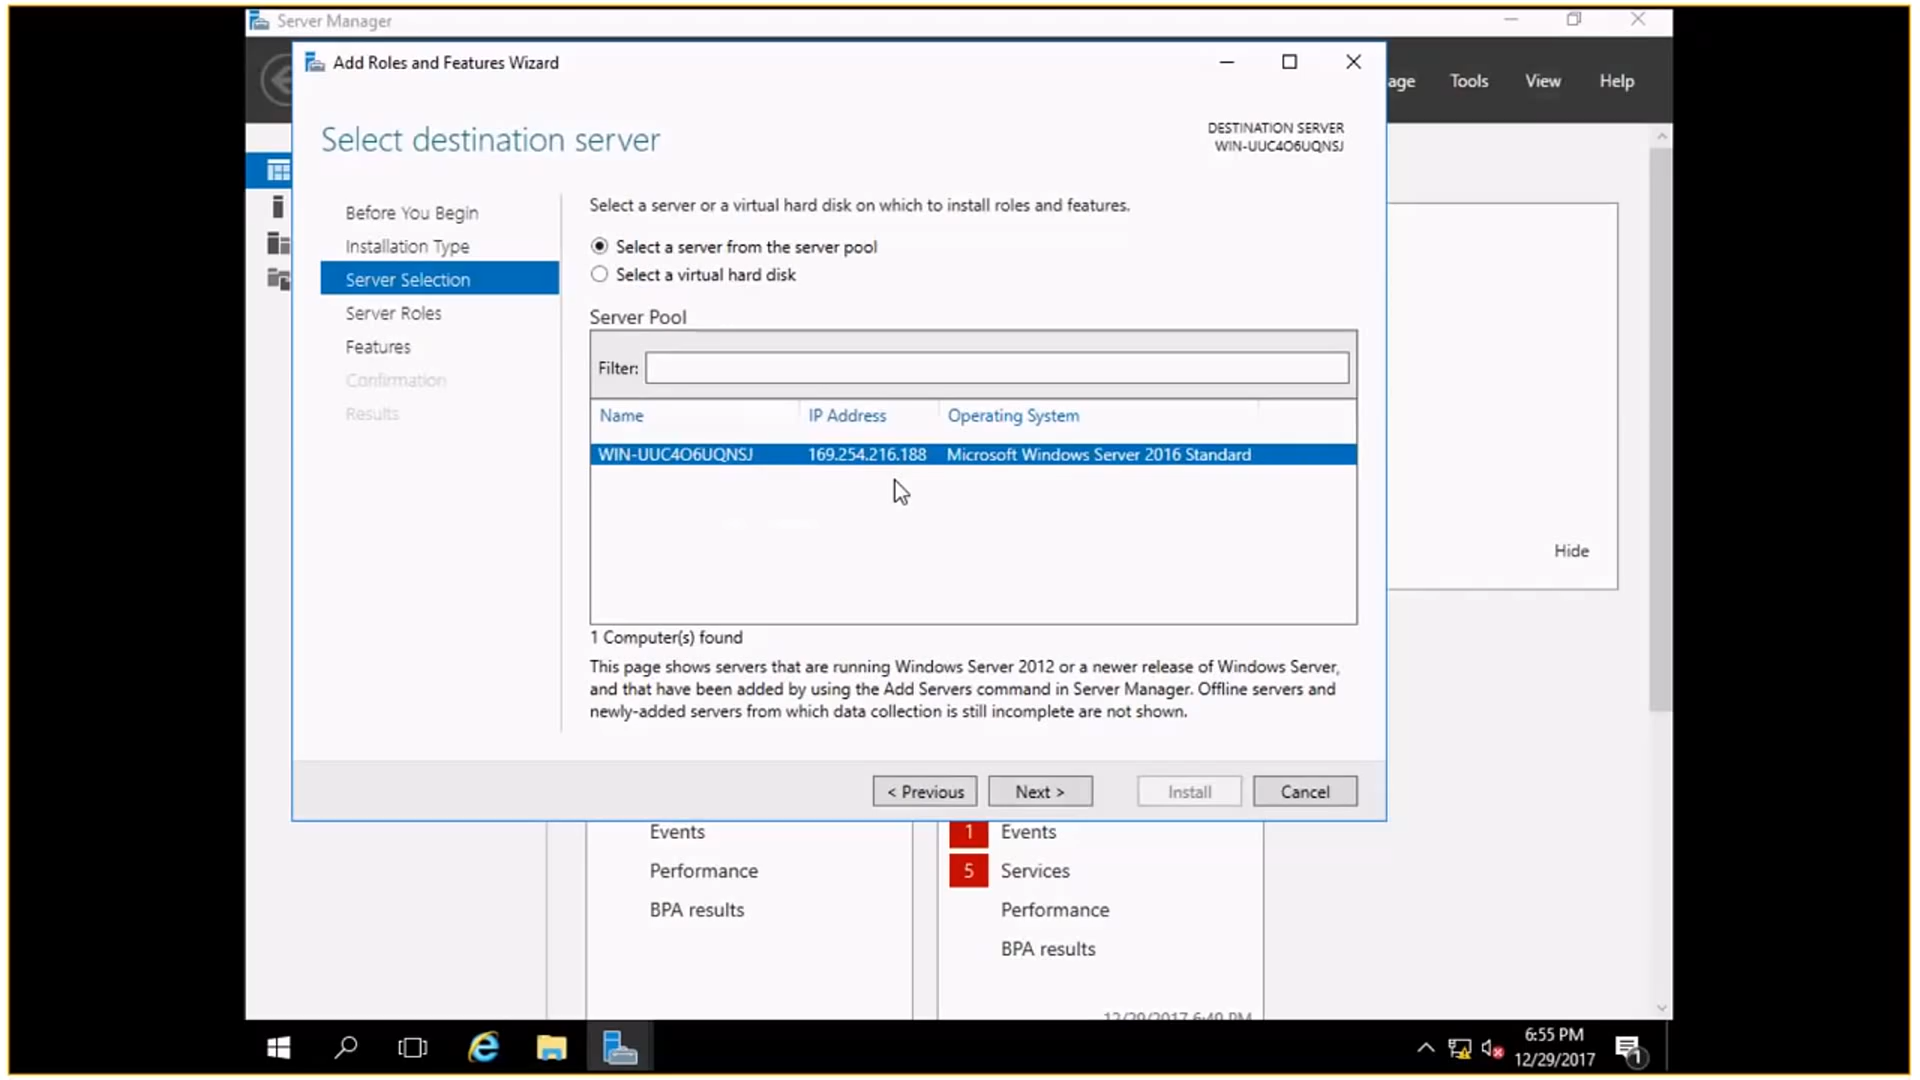 Server Manager
Add Roles and Features Wizard
age Tools View Help
Select destination server
DESTINATION SERVER
WIN-UUC4O6UQNSJ
Before You Begin
Installation Type
Server Selection
Server Roles
Features
Confirmation
Results
Select a server or a virtual hard disk on which to install roles and features.
Select a server from the server pool
Select a virtual hard disk
Server Pool
Filter:
Name IP Address Operating System
WIN-UUC4O6UQNSJ 169.254.216.188 Microsoft Windows Server 2016 Standard
Hide
1 Computer(s) found
This page shows servers that are running Windows Server 2012 or a newer release of Windows Server,
and that have been added by using the Add Servers command in Server Manager. Offline servers and
newly-added servers from which data collection is still incomplete are not shown.
< Previous Next > Install Cancel
Events
Performance
BPA results
1 Events
5 Services
Performance
BPA results
12/29/2017 6:49 PM
6:55 PM
12/29/2017
1